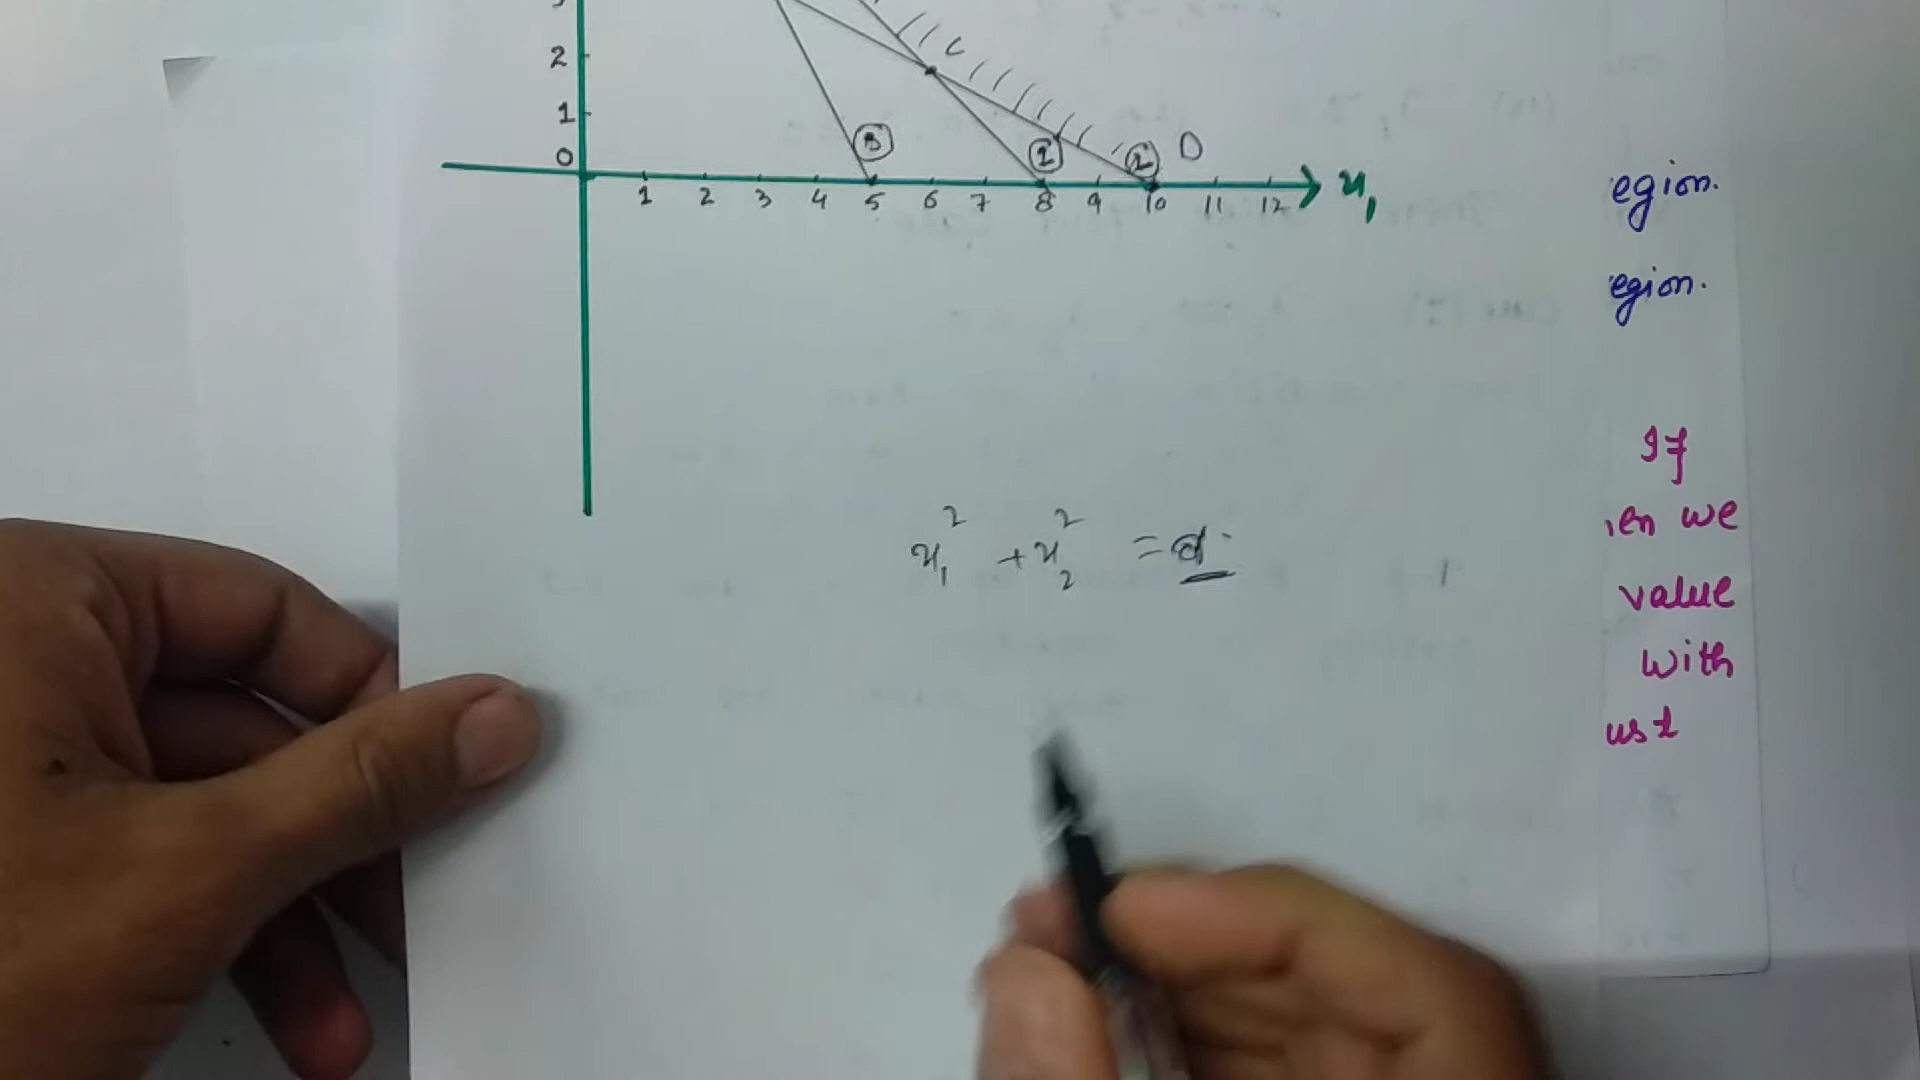 2
C
1
3
2
1
D
0
1 2 3 4 5 6 7 8 9 10 11 12
x₁
egion.
egion.
If
x₁² + x₂² = d.
en we
value
with
ust